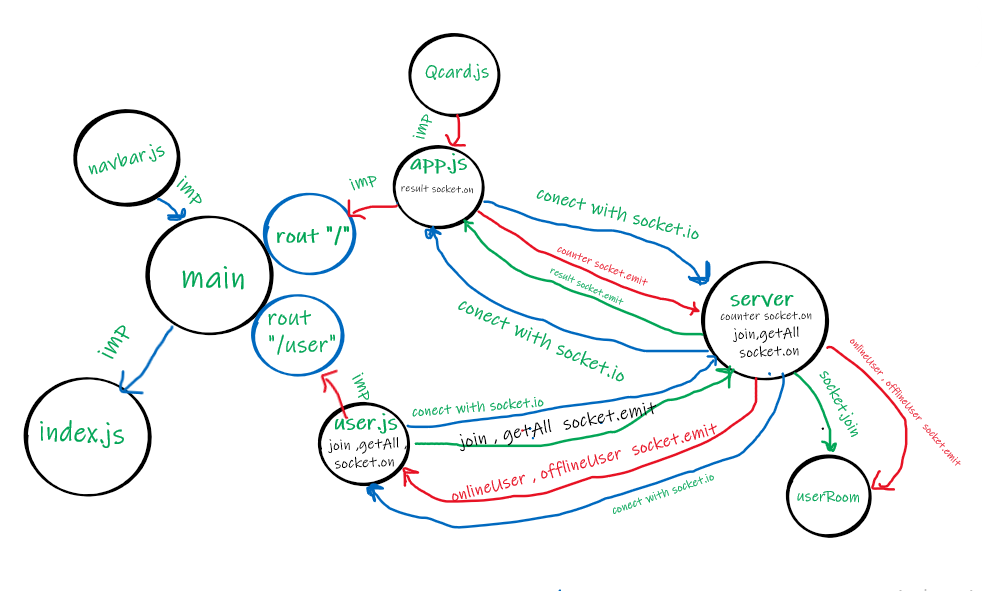 Qcard.js
imp
navbar.js
imp
app.js
result socket.on
imp
rout "/"
conect with socket.io
counter socket.emit
result socket.emit
conect with socket.io
main
server
counter socket.on
join,getAll
socket.on
rout
"/user"
imp
index.js
imp
user.js
join ,getAll
socket.on
conect with socket.io
join , getAll socket.emit
onlineUser , offlineUser socket.emit
conect with socket.io
socket.join
onlineUser , offlineUser socket.emit
userRoom